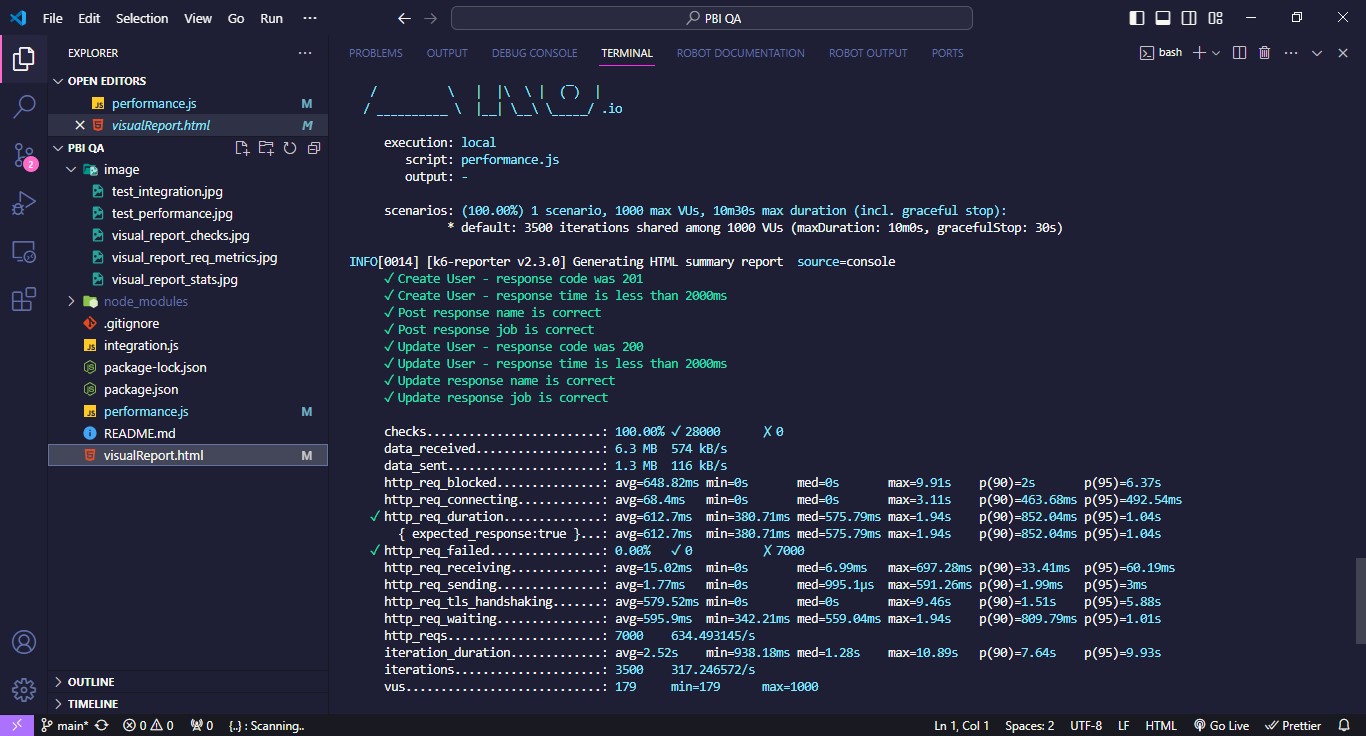 File Edit Selection View Go Run ··· PBI QA
EXPLORER ···
OPEN EDITORS
performance.js M
visualReport.html M
PBI QA
image
test_integration.jpg
test_performance.jpg
visual_report_checks.jpg
visual_report_req_metrics.jpg
visual_report_stats.jpg
node_modules
.gitignore
integration.js
package-lock.json
package.json
performance.js M
README.md
visualReport.html M
OUTLINE
TIMELINE
2
PROBLEMS OUTPUT DEBUG CONSOLE TERMINAL ROBOT DOCUMENTATION ROBOT OUTPUT PORTS bash
/          \   |  |\  \ |  (‾)  |
/ __________ \  |__| \__\ \_____/ .io
execution: local
script: performance.js
output: -
scenarios: (100.00%) 1 scenario, 1000 max VUs, 10m30s max duration (incl. graceful stop):
* default: 3500 iterations shared among 1000 VUs (maxDuration: 10m0s, gracefulStop: 30s)
INFO[0014] [k6-reporter v2.3.0] Generating HTML summary report  source=console
✓ Create User - response code was 201
✓ Create User - response time is less than 2000ms
✓ Post response name is correct
✓ Post response job is correct
✓ Update User - response code was 200
✓ Update User - response time is less than 2000ms
✓ Update response name is correct
✓ Update response job is correct
checks.........................: 100.00% ✓ 28000      ✗ 0
data_received..................: 6.3 MB  574 kB/s
data_sent......................: 1.3 MB  116 kB/s
http_req_blocked...............: avg=648.82ms min=0s       med=0s       max=9.91s    p(90)=2s       p(95)=6.37s
http_req_connecting............: avg=68.4ms   min=0s       med=0s       max=3.11s    p(90)=463.68ms p(95)=492.54ms
✓ http_req_duration..............: avg=612.7ms  min=380.71ms med=575.79ms max=1.94s    p(90)=852.04ms p(95)=1.04s
{ expected_response:true }...: avg=612.7ms  min=380.71ms med=575.79ms max=1.94s    p(90)=852.04ms p(95)=1.04s
✓ http_req_failed................: 0.00%   ✓ 0          ✗ 7000
http_req_receiving.............: avg=15.02ms  min=0s       med=6.99ms   max=697.28ms p(90)=33.41ms  p(95)=60.19ms
http_req_sending...............: avg=1.77ms   min=0s       med=995.1µs  max=591.26ms p(90)=1.99ms   p(95)=3ms
http_req_tls_handshaking.......: avg=579.52ms min=0s       med=0s       max=9.46s    p(90)=1.51s    p(95)=5.88s
http_req_waiting...............: avg=595.9ms  min=342.21ms med=559.04ms max=1.94s    p(90)=809.79ms p(95)=1.01s
http_reqs......................: 7000    634.493145/s
iteration_duration.............: avg=2.52s    min=938.18ms med=1.28s    max=10.89s   p(90)=7.64s    p(95)=9.93s
iterations.....................: 3500    317.246572/s
vus............................: 179     min=179      max=1000
main* 0 0 0 {..} : Scanning.. Ln 1, Col 1 Spaces: 2 UTF-8 LF HTML Go Live Prettier